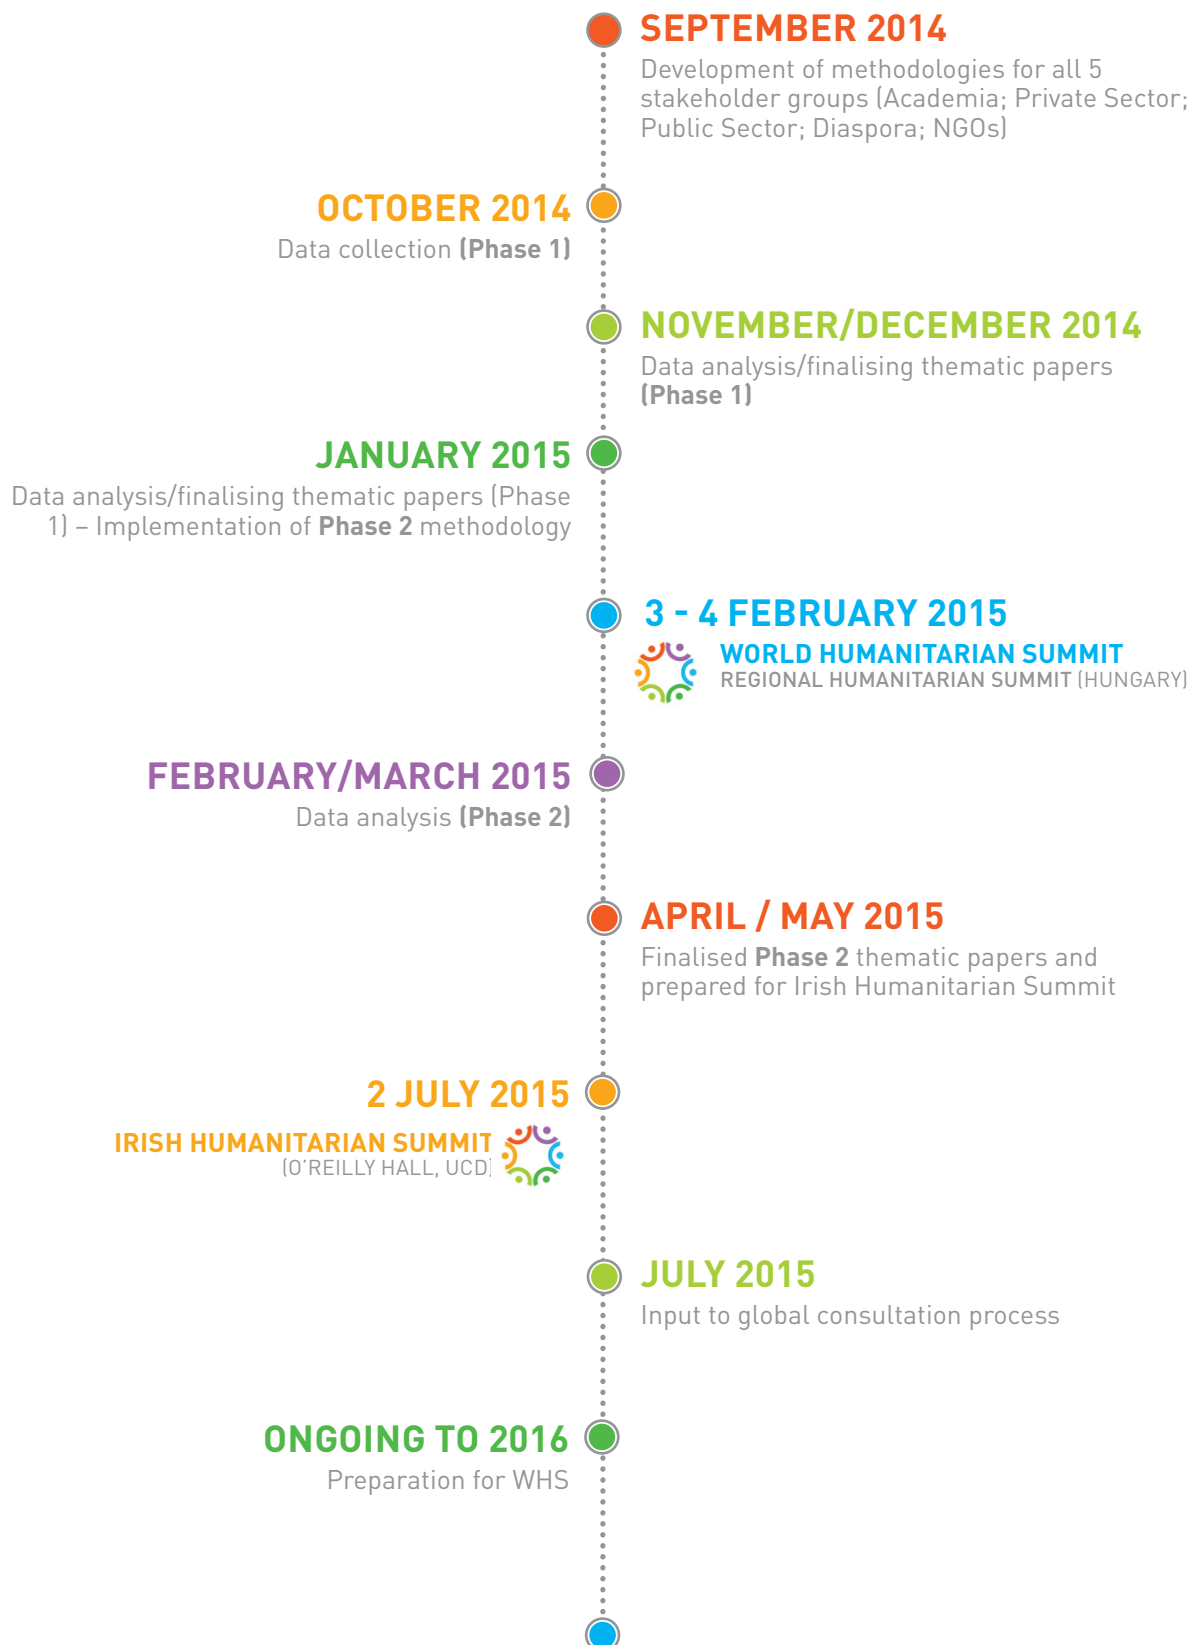 SEPTEMBER 2014
Development of methodologies for all 5
stakeholder groups (Academia; Private Sector;
Public Sector; Diaspora; NGOs)
OCTOBER 2014
Data collection (Phase 1)
NOVEMBER/DECEMBER 2014
Data analysis/finalising thematic papers
(Phase 1)
JANUARY 2015
Data analysis/finalising thematic papers (Phase
1) – Implementation of Phase 2 methodology
3 - 4 FEBRUARY 2015
WORLD HUMANITARIAN SUMMIT
REGIONAL HUMANITARIAN SUMMIT (HUNGARY)
FEBRUARY/MARCH 2015
Data analysis (Phase 2)
APRIL / MAY 2015
Finalised Phase 2 thematic papers and
prepared for Irish Humanitarian Summit
2 JULY 2015
IRISH HUMANITARIAN SUMMIT
(O'REILLY HALL, UCD)
JULY 2015
Input to global consultation process
ONGOING TO 2016
Preparation for WHS